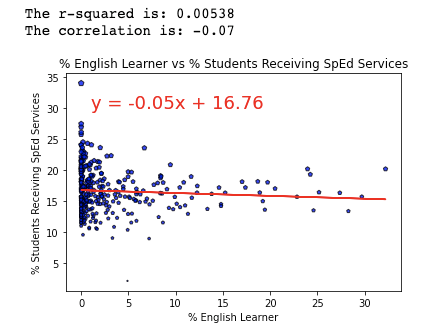 The r-squared is: 0.00538
The correlation is: -0.07
% English Learner vs % Students Receiving SpEd Services
y = -0.05x + 16.76
% Students Receiving SpEd Services
35
30
25
20
15
10
5
0 5 10 15 20 25 30
% English Learner